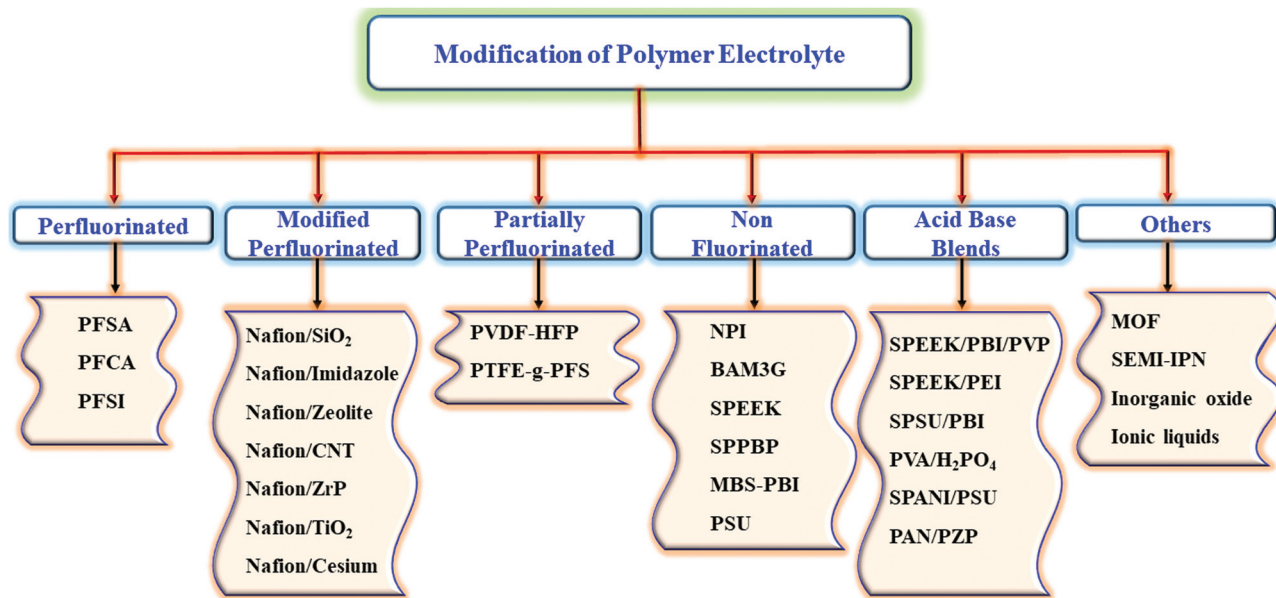 Modification of Polymer Electrolyte
Perfluorinated
PFSA
PFCA
PFSI
Modified
Perfluorinated
Nafion/SiO₂
Nafion/Imidazole
Nafion/Zeolite
Nafion/CNT
Nafion/ZrP
Nafion/TiO₂
Nafion/Cesium
Partially
Perfluorinated
PVDF-HFP
PTFE-g-PFS
Non
Fluorinated
NPI
BAM3G
SPEEK
SPPBP
MBS-PBI
PSU
Acid Base
Blends
SPEEK/PBI/PVP
SPEEK/PEI
SPSU/PBI
PVA/H₂PO₄
SPANI/PSU
PAN/PZP
Others
MOF
SEMI-IPN
Inorganic oxide
Ionic liquids